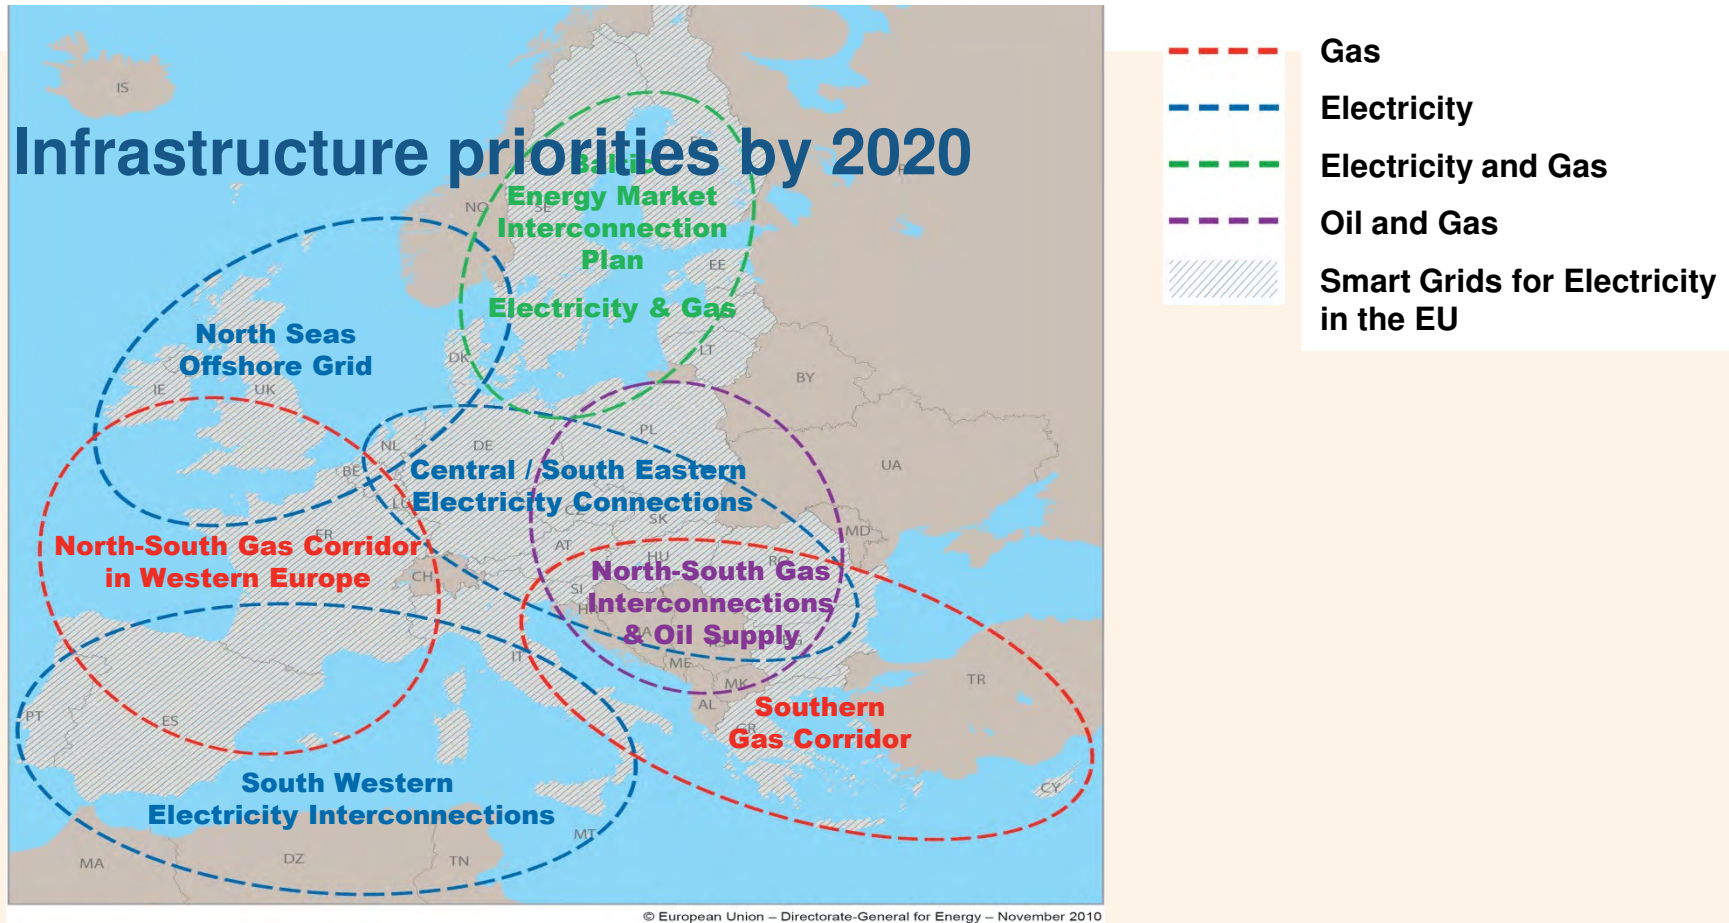 Infrastructure priorities by 2020
IS
NO
SE
Baltic
Energy Market
Interconnection
Plan
Electricity & Gas
EE
LT
DK
BY
North Seas
Offshore Grid
IE
UK
NL
DE
PL
BE
UA
Central / South Eastern
Electricity Connections
LU
CZ
SK
FR
AT
HU
RO
MD
North-South Gas Corridor
in Western Europe
CH
SI
HR
North-South Gas
Interconnections
& Oil Supply
BA
RS
BG
IT
ME
MK
AL
TR
PT
ES
GR
Southern
Gas Corridor
South Western
Electricity Interconnections
CY
MT
MA
DZ
TN
© European Union – Directorate-General for Energy – November 2010
Gas
Electricity
Electricity and Gas
Oil and Gas
Smart Grids for Electricity
in the EU